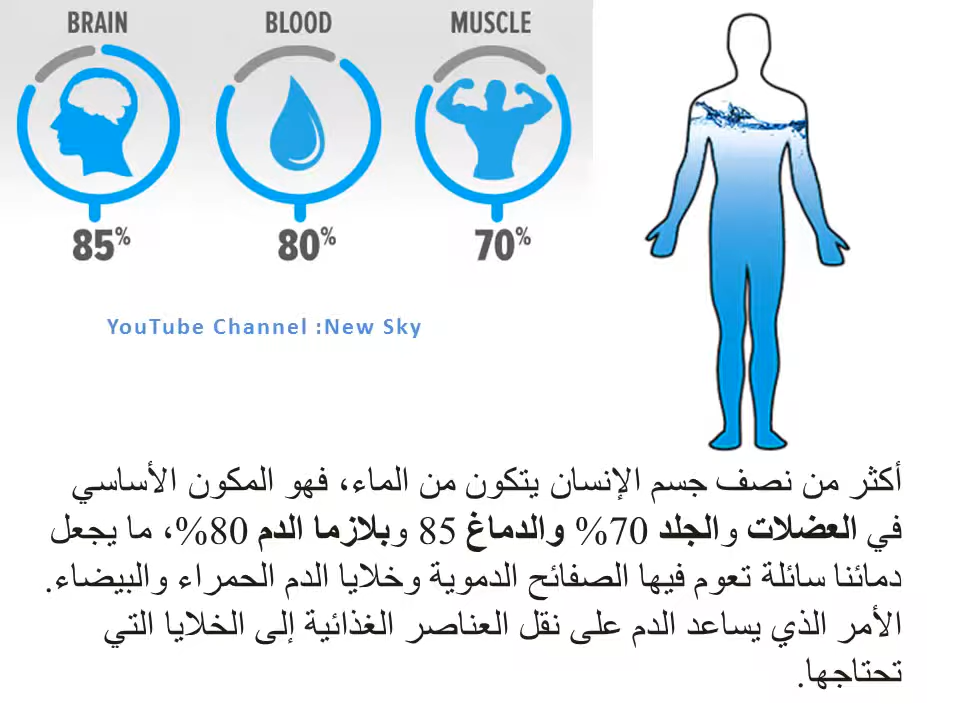 BRAIN
BLOOD
MUSCLE
85%
80%
70%
YouTube Channel :New Sky
أكثر من نصف جسم الإنسان يتكون من الماء، فهو المكون الأساسي
في العضلات والجلد 70% والدماغ 85 وبلازما الدم 80%، ما يجعل
دمائنا سائلة تعوم فيها الصفائح الدموية وخلايا الدم الحمراء والبيضاء.
الأمر الذي يساعد الدم على نقل العناصر الغذائية إلى الخلايا التي
تحتاجها.